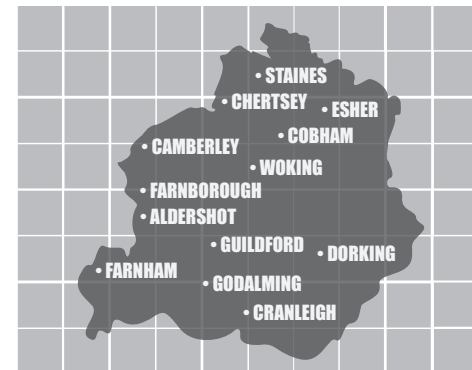 • STAINES
• CHERTSEY
• ESHER
• COBHAM
• CAMBERLEY
• WOKING
• FARNBOROUGH
• ALDERSHOT
• GUILDFORD
• DORKING
• FARNHAM
• GODALMING
• CRANLEIGH